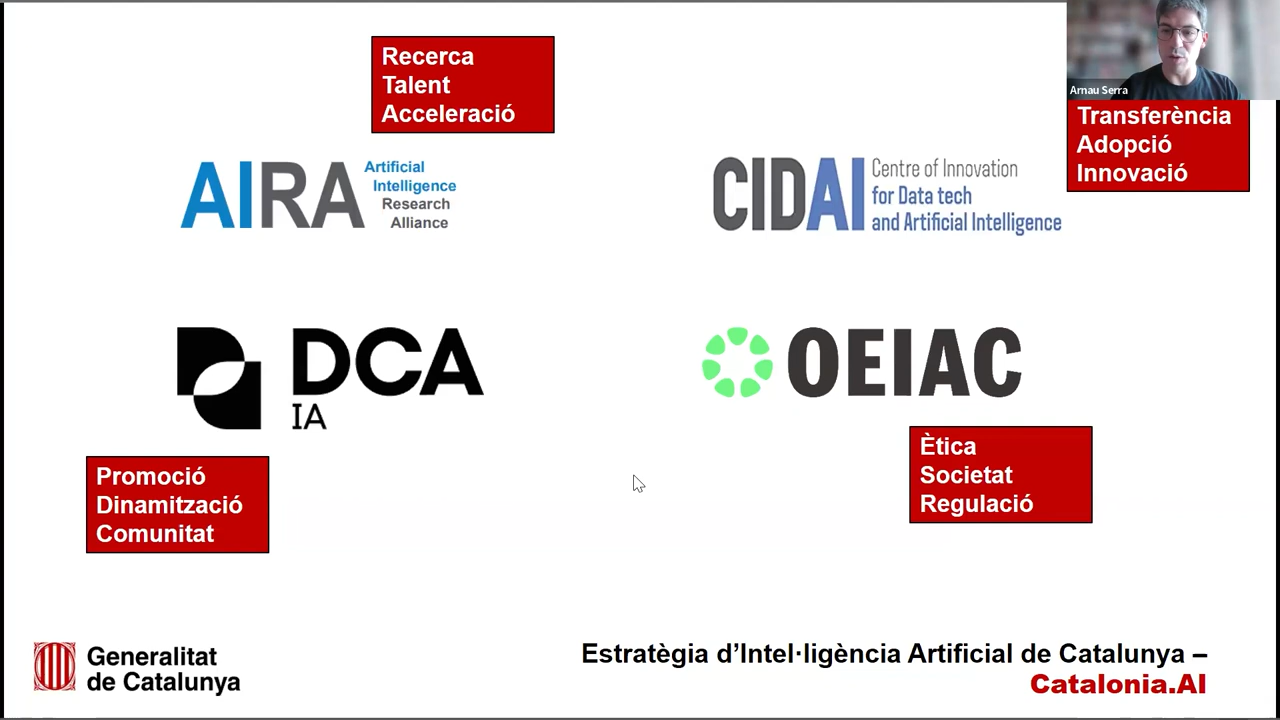 Recerca
Talent
Acceleració
Arnau Serra
Transferència
Adopció
Innovació
AIRA
Artificial
Intelligence
Research
Alliance
CIDAI
Centre of Innovation
for Data tech
and Artificial Intelligence
DCA
IA
OEIAC
Promoció
Dinamització
Comunitat
Ètica
Societat
Regulació
Generalitat
de Catalunya
Estratègia d’Intel·ligència Artificial de Catalunya –
Catalonia.AI